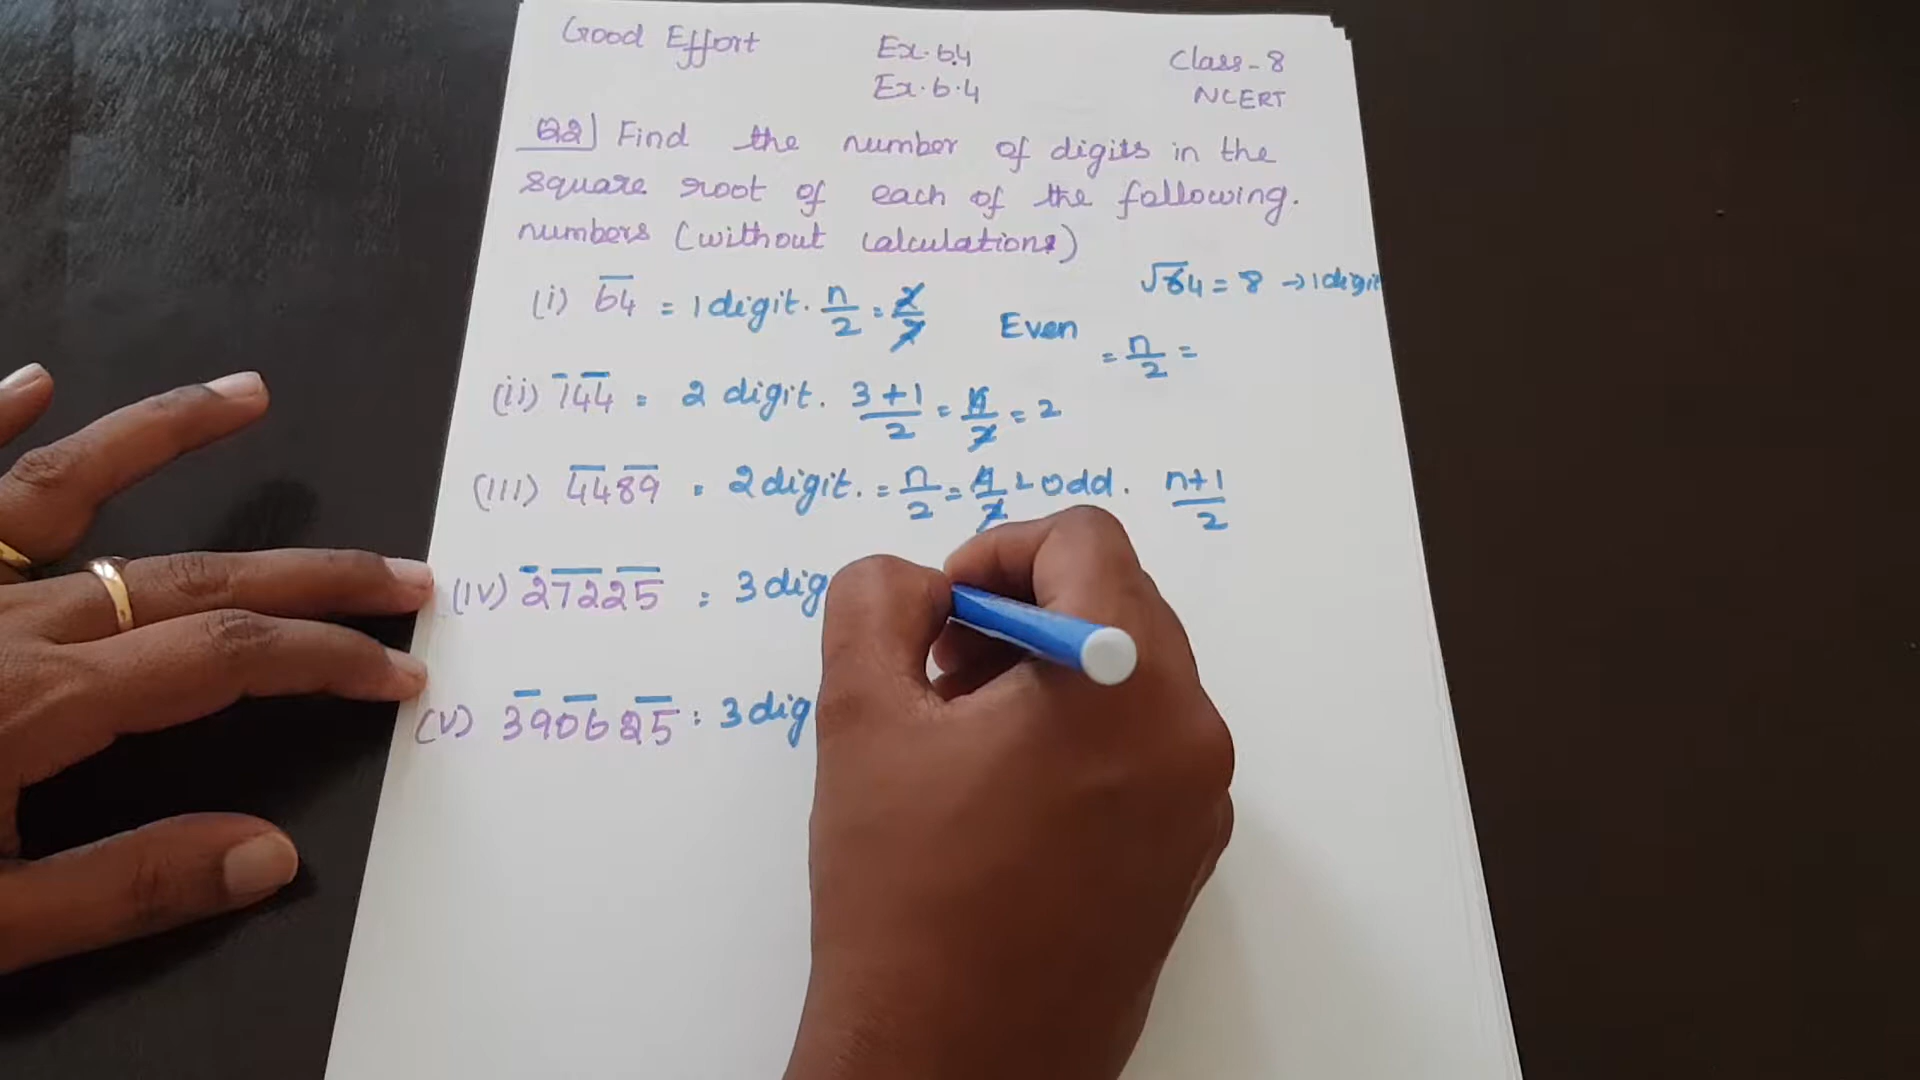 Good Effort
Ex. 6.4
Ex. 6.4
Class - 8
NCERT
Q2] Find the number of digits in the
square root of each of the following.
numbers (without calculations)
(i) 64 = 1 digit. n/2 = 2/2
√64 = 8 → 1 digit
Even = n/2 =
(ii) 144 = 2 digit. 3+1/2 = 4/2 = 2
(iii) 4489 = 2 digit. = n/2 = 4/2 2 odd. n+1/2
(iv) 27225 = 3 dig
(v) 390625 = 3 dig